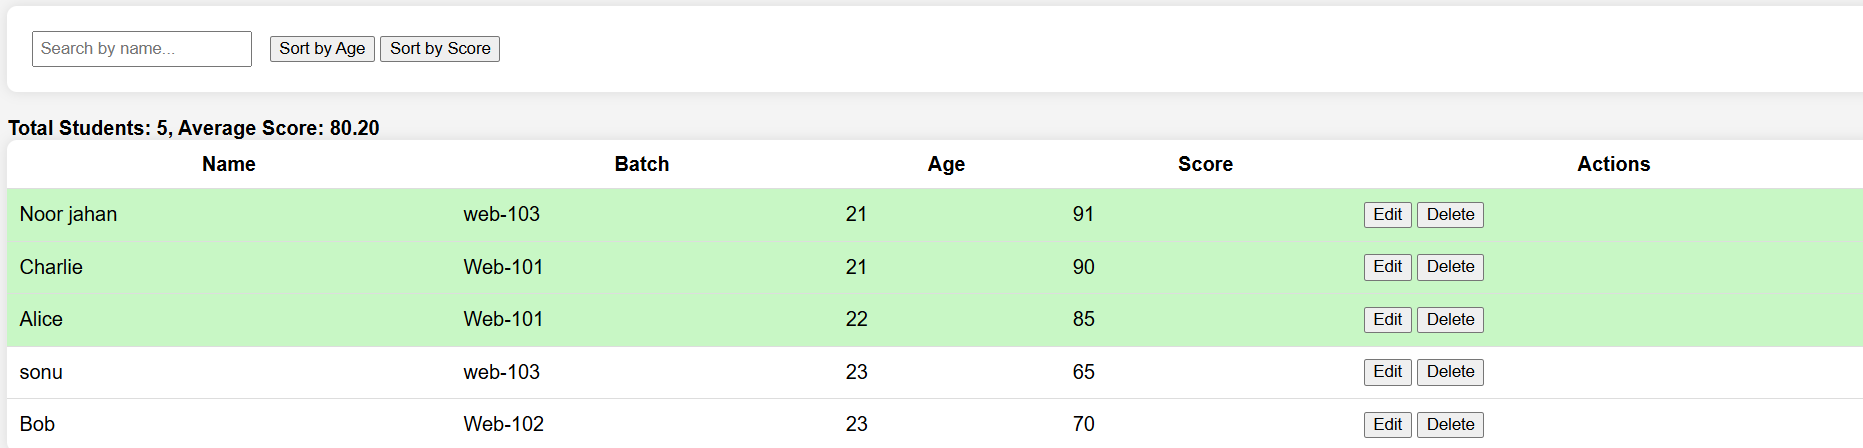 Search by name... Sort by Age Sort by Score
Total Students: 5, Average Score: 80.20
Name Batch Age Score Actions
Noor jahan web-103 21 91 Edit Delete
Charlie Web-101 21 90 Edit Delete
Alice Web-101 22 85 Edit Delete
sonu web-103 23 65 Edit Delete
Bob Web-102 23 70 Edit Delete